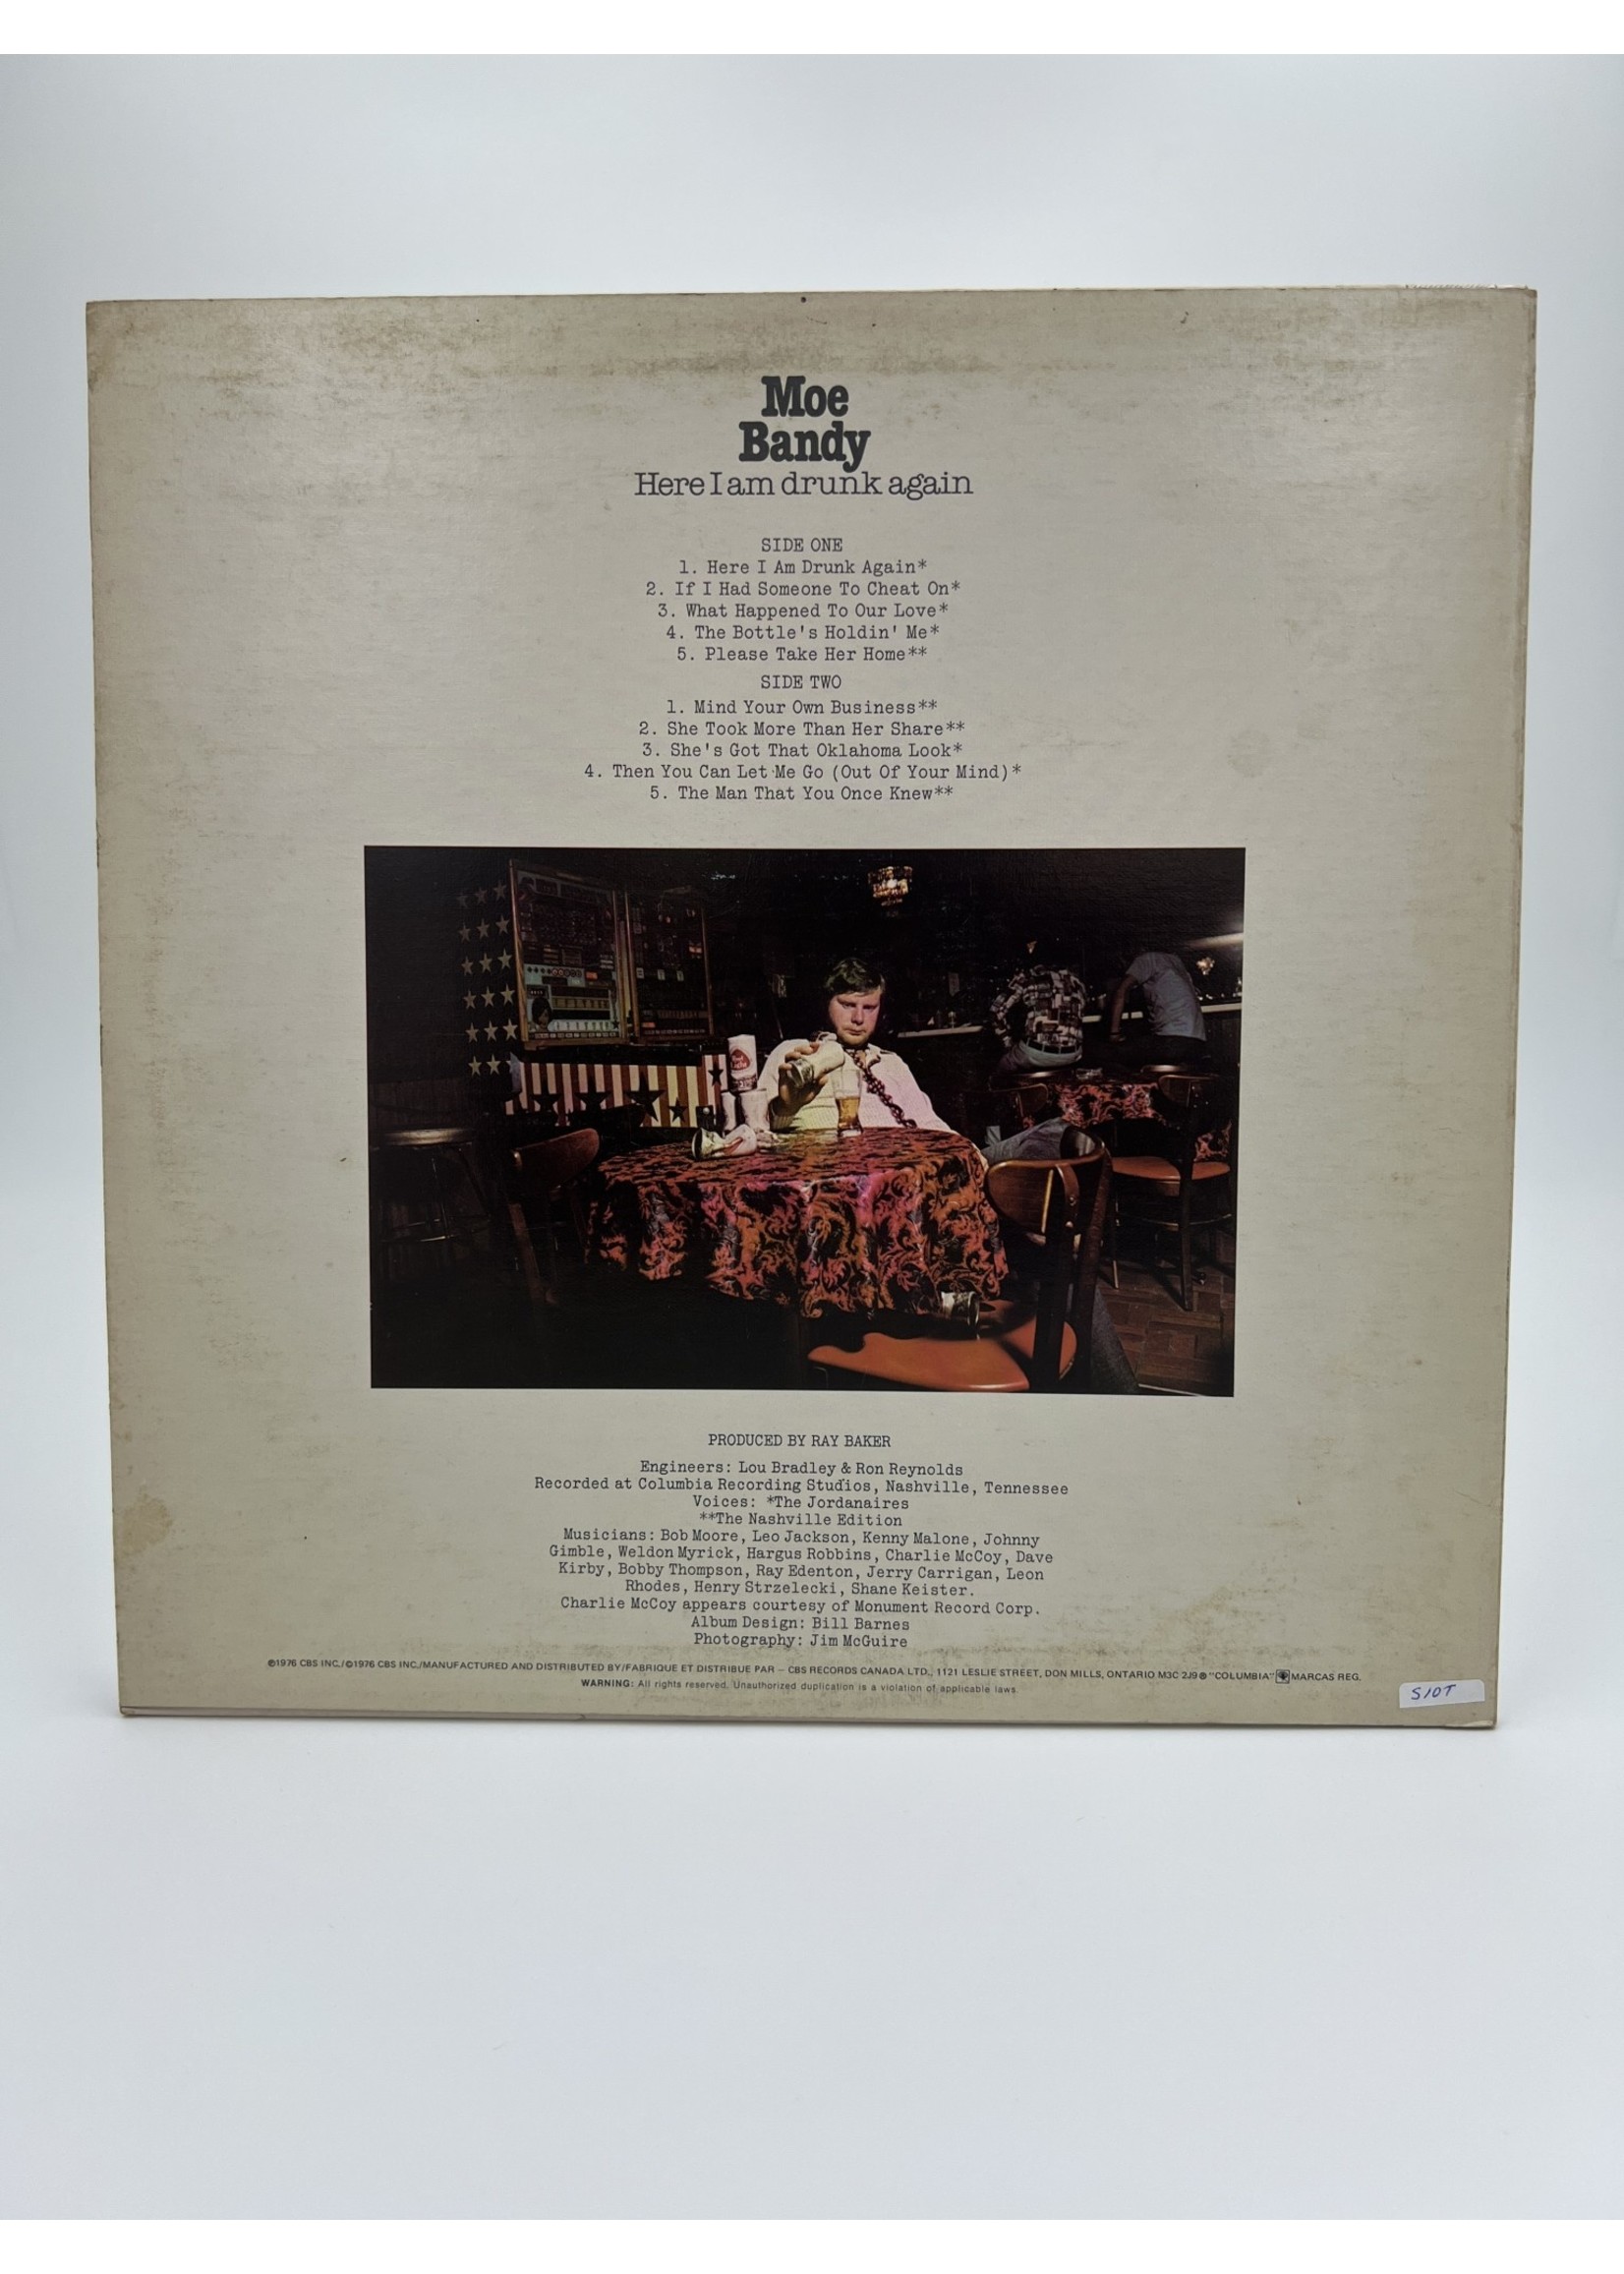 Moe
Bandy
Here I am drunk again
SIDE ONE
1. Here I Am Drunk Again*
2. If I Had Someone To Cheat On*
3. What Happened To Our Love*
4. The Bottle's Holdin' Me*
5. Please Take Her Home**
SIDE TWO
1. Mind Your Own Business**
2. She Took More Than Her Share**
3. She's Got That Oklahoma Look*
4. Then You Can Let Me Go (Out Of Your Mind)*
5. The Man That You Once Knew**
PRODUCED BY RAY BAKER
Engineers: Lou Bradley & Ron Reynolds
Recorded at Columbia Recording Studios, Nashville, Tennessee
Voices: *The Jordanaires
**The Nashville Edition
Musicians: Bob Moore, Leo Jackson, Kenny Malone, Johnny
Gimble, Weldon Myrick, Hargus Robbins, Charlie McCoy, Dave
Kirby, Bobby Thompson, Ray Edenton, Jerry Carrigan, Leon
Rhodes, Henry Strzelecki, Shane Keister.
Charlie McCoy appears courtesy of Monument Record Corp.
Album Design: Bill Barnes
Photography: Jim McGuire
℗1976 CBS INC./©1976 CBS INC./MANUFACTURED AND DISTRIBUTED BY/FABRIQUE ET DISTRIBUE PAR – CBS RECORDS CANADA LTD., 1121 LESLIE STREET, DON MILLS, ONTARIO M3C 2J9 ® "COLUMBIA" MARCAS REG.
WARNING: All rights reserved. Unauthorized duplication is a violation of applicable laws.
S10T